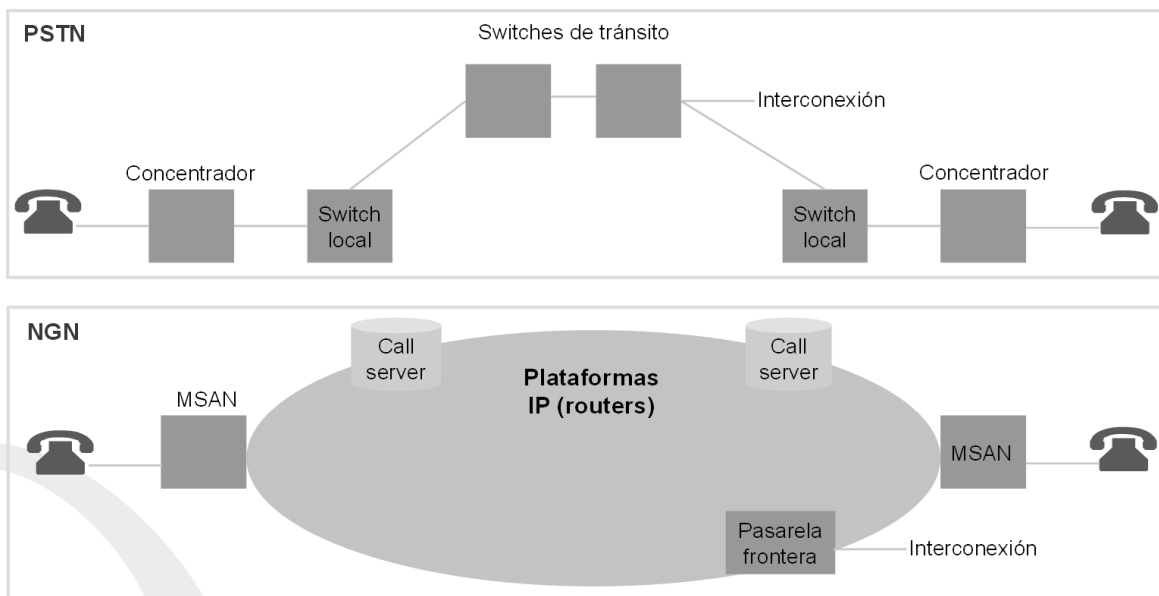 PSTN
Switches de tránsito
Interconexión
Concentrador
Concentrador
Switch
local
Switch
local
NGN
Call
server
Call
server
Plataformas
IP (routers)
MSAN
MSAN
Pasarela
frontera
Interconexión